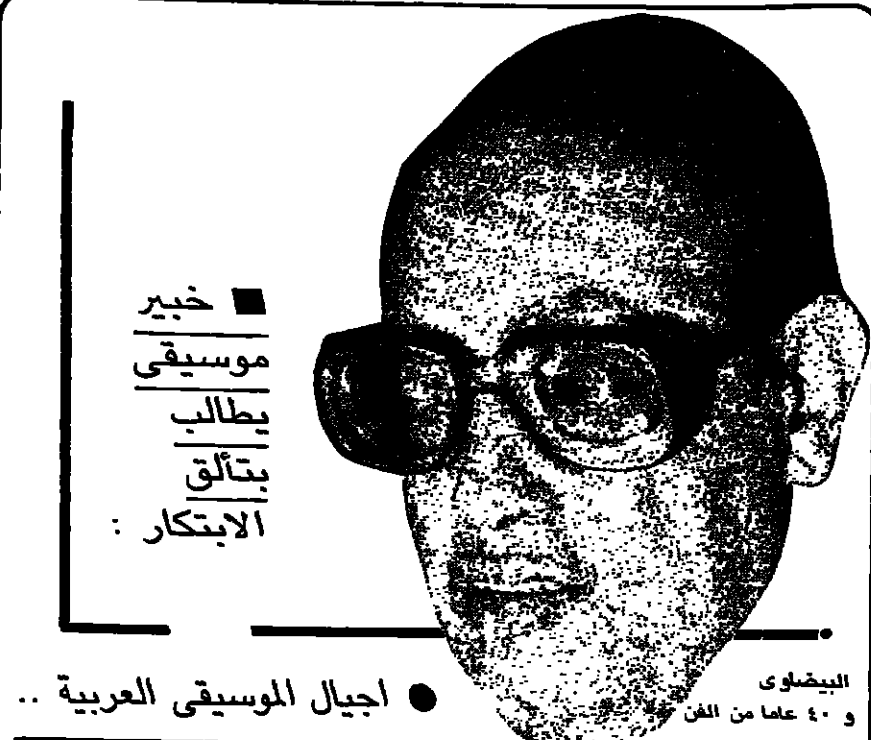 ■ خبير
موسيقى
يطالب
بتألق
الابتكار :
البيضاوى
و ٤٠ عاما من الفن
● اجيال الموسيقى العربية ..